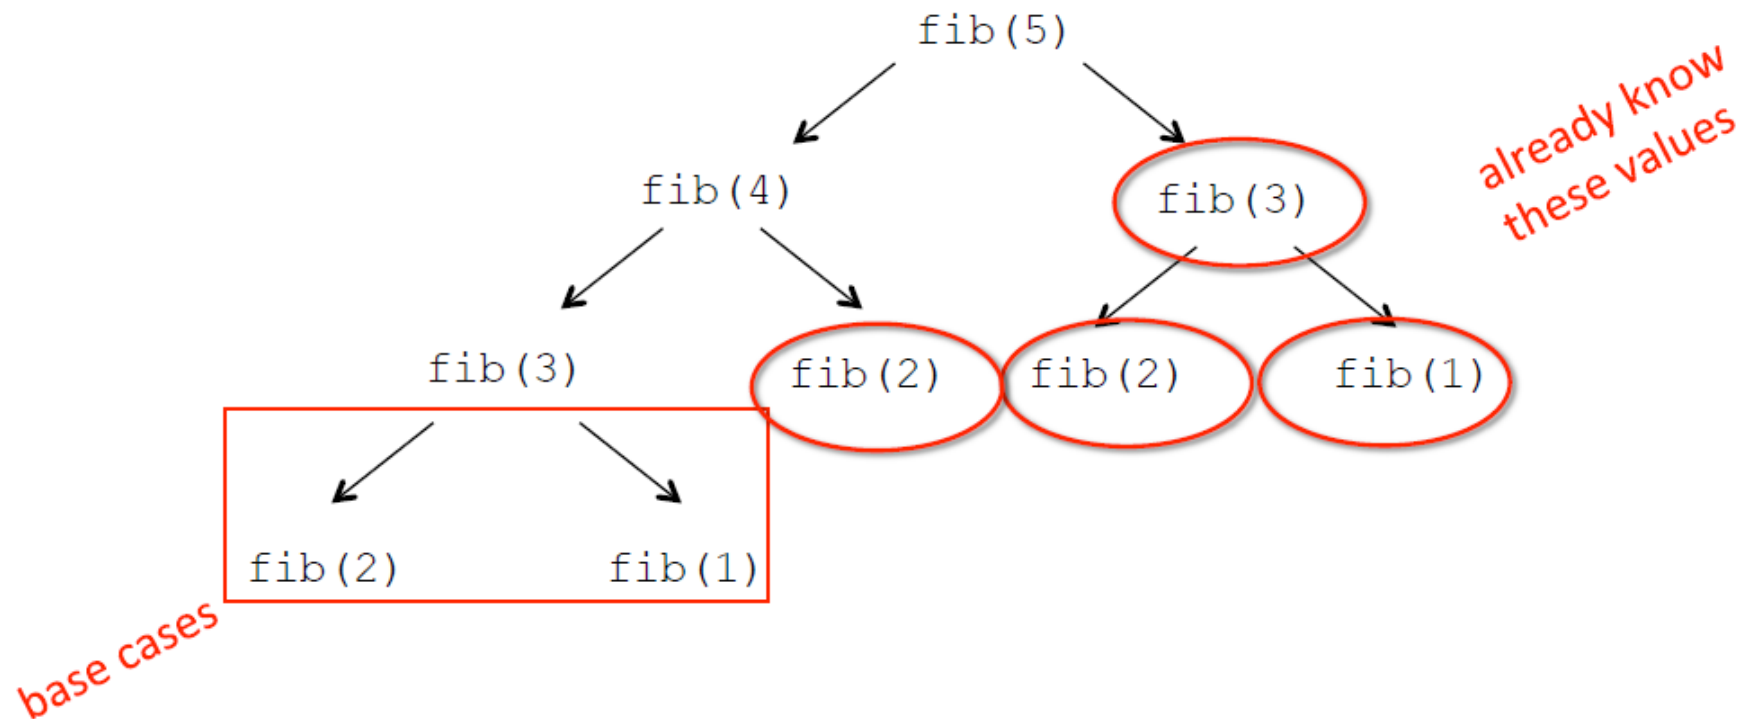 fib(5)
already know
these values
fib(4)
fib(3)
fib(3)
fib(2)
fib(2)
fib(1)
fib(2)
fib(1)
base cases